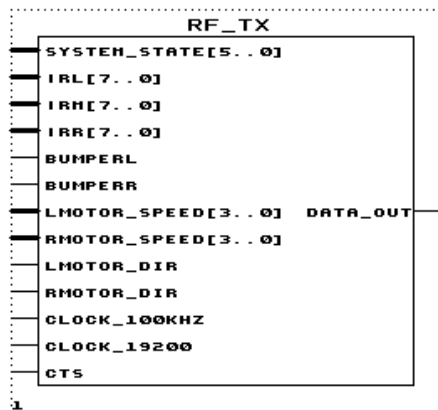 RF_TX
SYSTEM_STATE[5..0]
IRL[7..0]
IRM[7..0]
IRR[7..0]
BUMPERL
BUMPERR
LMOTOR_SPEED[3..0] DATA_OUT
RMOTOR_SPEED[3..0]
LMOTOR_DIR
RMOTOR_DIR
CLOCK_100KHZ
CLOCK_19200
CTS
1